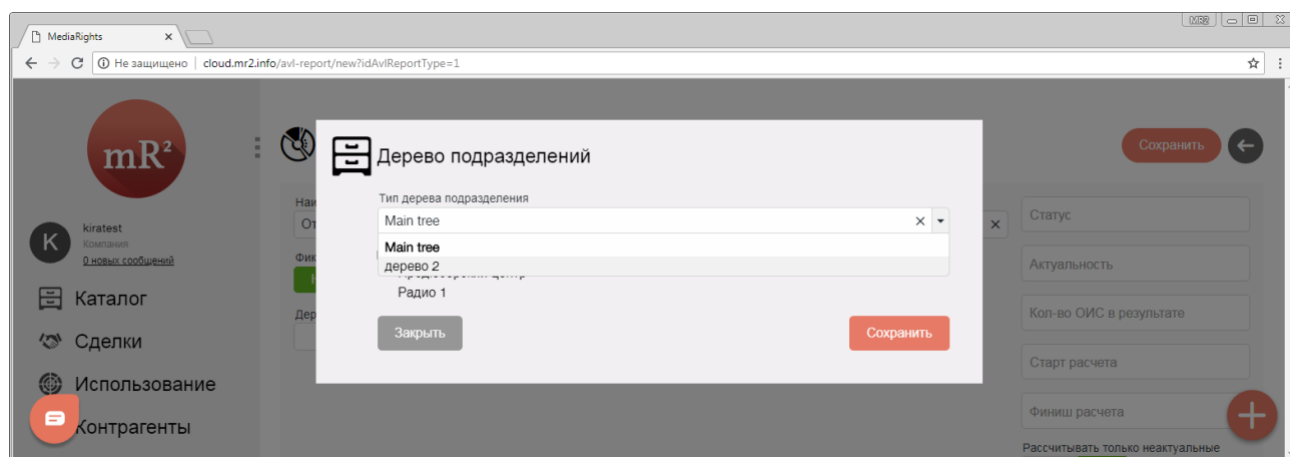 MR2
MediaRights
Не защищено | cloud.mr2.info/avl-report/new?idAvlReportType=1
mR²
Дерево подразделений
Сохранить
Тип дерева подразделения
Main tree
Статус
kiratest
K
Компания
0 новых сообщений
Main tree
дерево 2
Актуальность
Каталог
Радио 1
Кол-во ОИС в результате
Сделки
Закрыть
Сохранить
Старт расчета
Использование
Финиш расчета
Контрагенты
Рассчитывать только неактуальные